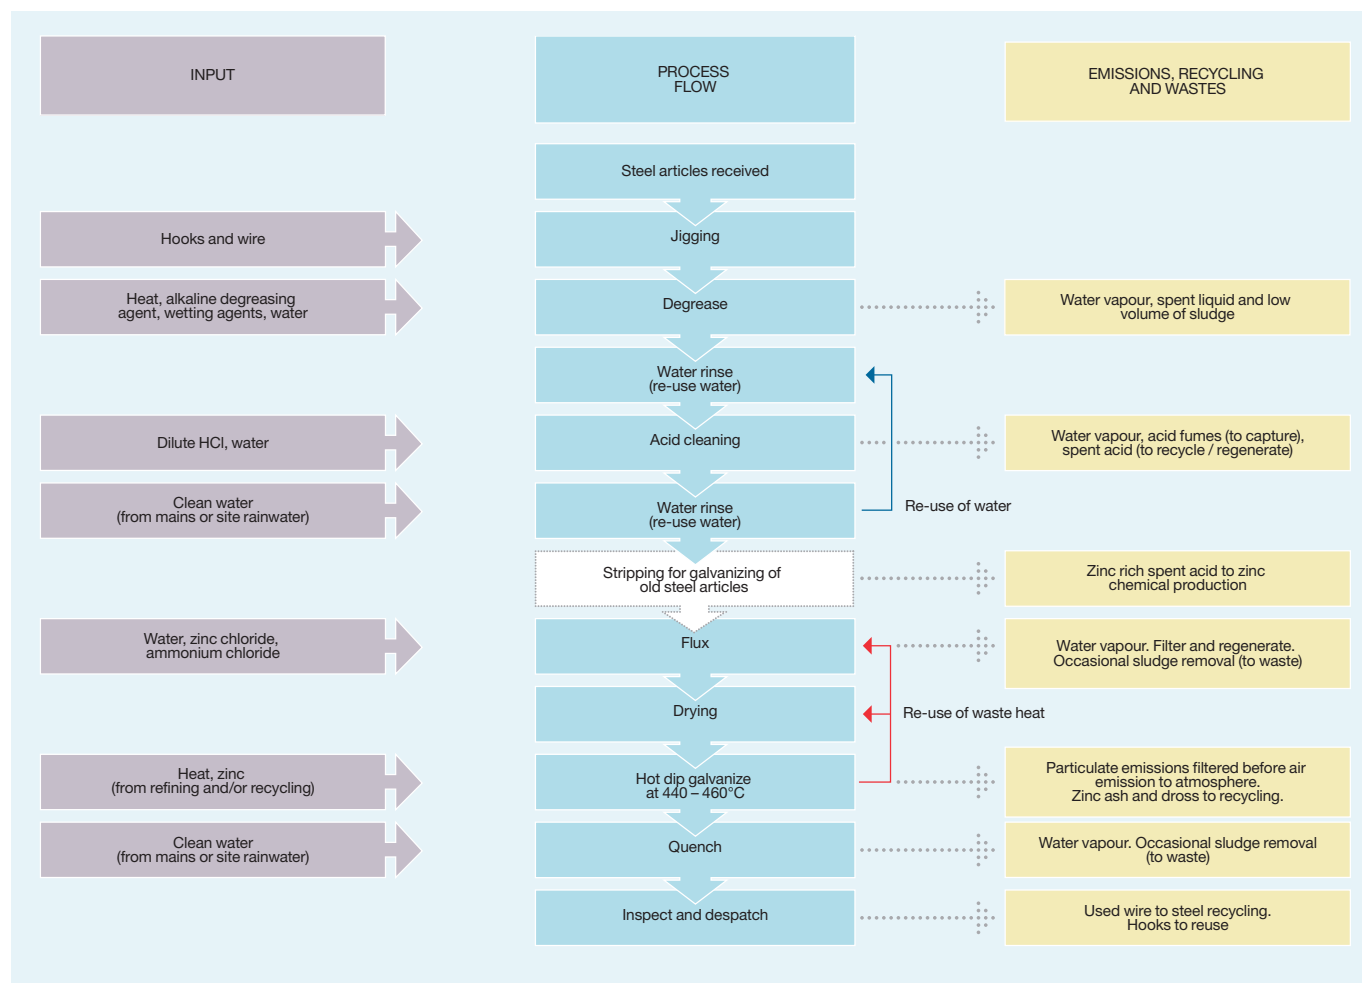 INPUT
PROCESS
FLOW
EMISSIONS, RECYCLING
AND WASTES
Steel articles received
Hooks and wire
Jigging
Heat, alkaline degreasing
agent, wetting agents, water
Degrease
Water vapour, spent liquid and low
volume of sludge
Water rinse
(re-use water)
Dilute HCl, water
Acid cleaning
Water vapour, acid fumes (to capture),
spent acid (to recycle / regenerate)
Clean water
(from mains or site rainwater)
Water rinse
(re-use water)
Re-use of water
Stripping for galvanizing of
old steel articles
Zinc rich spent acid to zinc
chemical production
Water, zinc chloride,
ammonium chloride
Flux
Water vapour. Filter and regenerate.
Occasional sludge removal (to waste)
Drying
Re-use of waste heat
Heat, zinc
(from refining and/or recycling)
Hot dip galvanize
at 440 – 460°C
Particulate emissions filtered before air
emission to atmosphere.
Zinc ash and dross to recycling.
Clean water
(from mains or site rainwater)
Quench
Water vapour. Occasional sludge removal
(to waste)
Inspect and despatch
Used wire to steel recycling.
Hooks to reuse